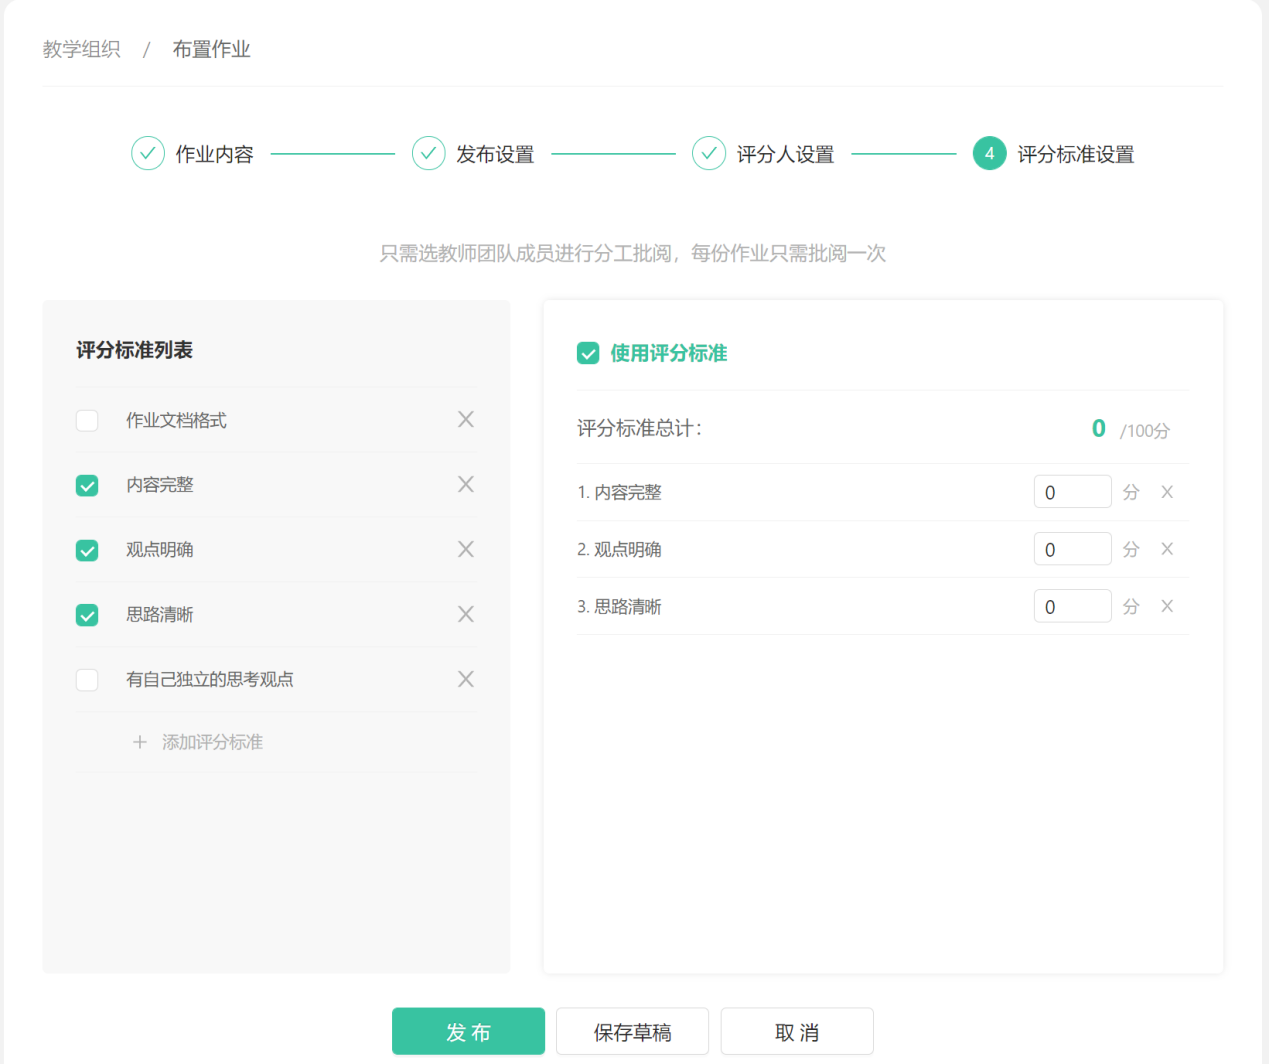 教学组织 / 布置作业
作业内容 发布设置 评分人设置 4 评分标准设置
只需选教师团队成员进行分工批阅，每份作业只需批阅一次
评分标准列表
作业文档格式
内容完整
观点明确
思路清晰
有自己独立的思考观点
+ 添加评分标准
使用评分标准
评分标准总计： 0 /100分
1. 内容完整 0 分 X
2. 观点明确 0 分 X
3. 思路清晰 0 分 X
发 布 保存草稿 取 消